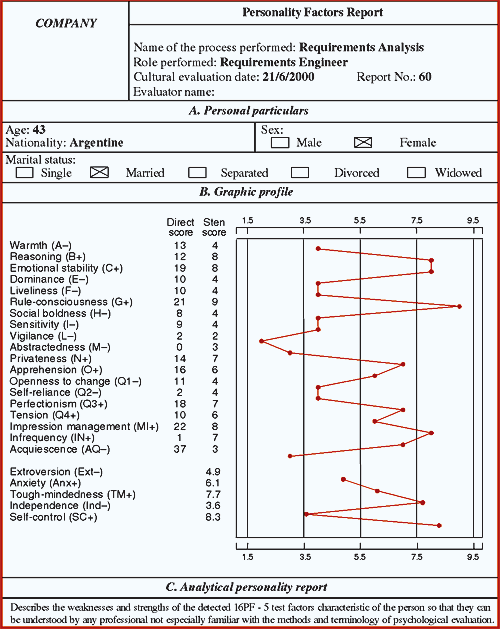 COMPANY
Personality Factors Report
Name of the process performed: Requirements Analysis
Role performed: Requirements Engineer
Cultural evaluation date: 21/6/2000 Report No.: 60
Evaluator name:
A. Personal particulars
Age: 43
Nationality: Argentine
Sex:
Male Female
Marital status:
Single Married Separated Divorced Widowed
B. Graphic profile
Direct score Sten score
1.5 3.5 5.5 7.5 9.5
Warmth (A–) 13 4
Reasoning (B+) 12 8
Emotional stability (C+) 19 8
Dominance (E–) 10 4
Liveliness (F–) 10 4
Rule-consciousness (G+) 21 9
Social boldness (H–) 8 4
Sensitivity (I–) 9 4
Vigilance (L–) 2 2
Abstractedness (M–) 0 3
Privateness (N+) 14 7
Apprehension (O+) 16 6
Openness to change (Q1–) 11 4
Self-reliance (Q2–) 2 4
Perfectionism (Q3+) 18 7
Tension (Q4+) 10 6
Impression management (MI+) 22 8
Infrequency (IN+) 1 7
Acquiescence (AQ–) 37 3
Extroversion (Ext–) 4.9
Anxiety (Anx+) 6.1
Tough-mindedness (TM+) 7.7
Independence (Ind–) 3.6
Self-control (SC+) 8.3
1.5 3.5 5.5 7.5 9.5
C. Analytical personality report
Describes the weaknesses and strengths of the detected 16PF - 5 test factors characteristic of the person so that they can
be understood by any professional not especially familiar with the methods and terminology of psychological evaluation.